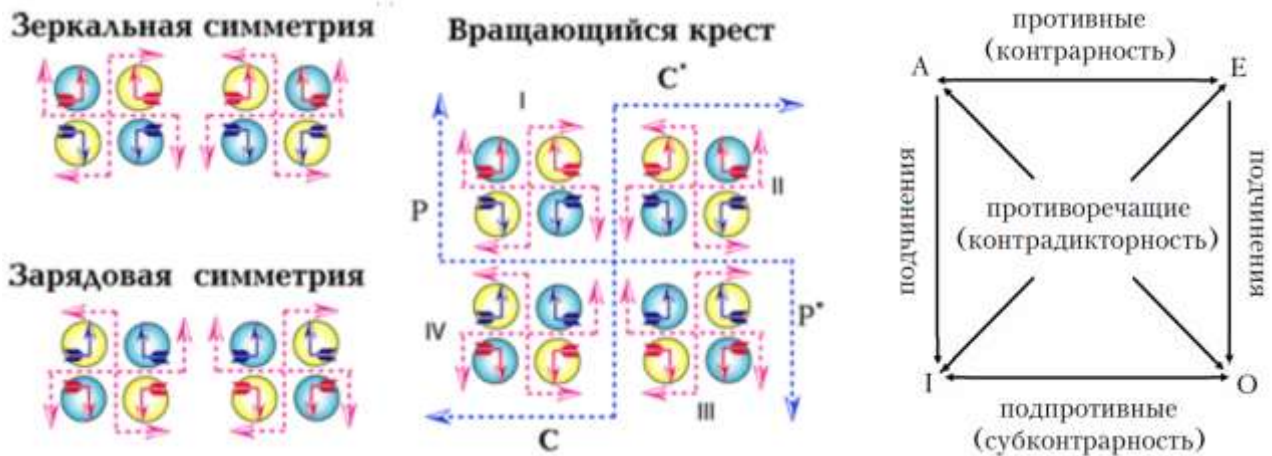 Зеркальная симметрия
Зарядовая симметрия
Вращающийся крест
C*
I
P
II
IV
P*
III
C
противные
(контрарность)
A
E
подчинения
противоречащие
(контрадикторность)
подчинения
I
O
подпротивные
(субконтрарность)